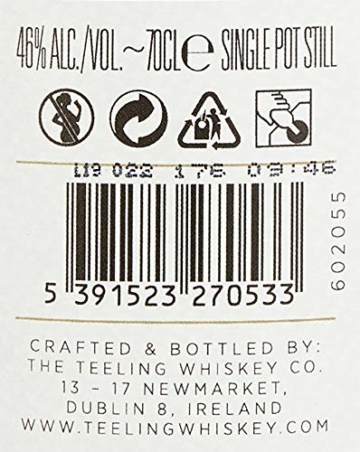 46% ALC./VOL. ~ 70CL e SINGLE POT STILL
L19 022 176 09:46
602055
5 391523 270533
CRAFTED & BOTTLED BY:
THE TEELING WHISKEY CO.
13 - 17 NEWMARKET,
DUBLIN 8, IRELAND
WWW.TEELINGWHISKEY.COM